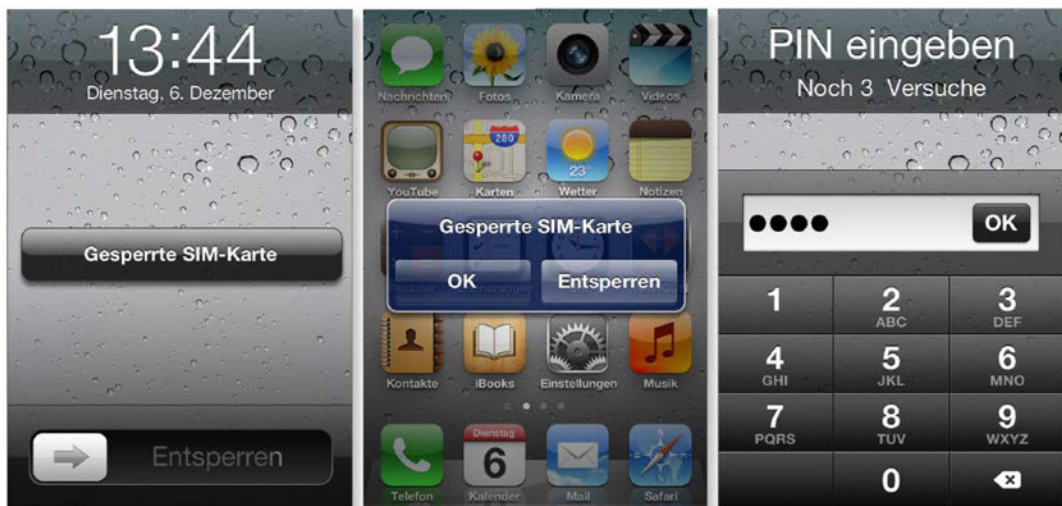 13:44
Dienstag, 6. Dezember
Gesperrte SIM-Karte
Entsperren
Nachrichten Fotos Kamera Videos
280
23°
YouTube Karten Wetter Notizen
Gesperrte SIM-Karte
OK Entsperren
Kontakte iBooks Einstellungen Musik
Dienstag
6
Telefon Kalender Mail Safari
PIN eingeben
Noch 3 Versuche
OK
1 2 3
ABC DEF
4 5 6
GHI JKL MNO
7 8 9
PQRS TUV WXYZ
0